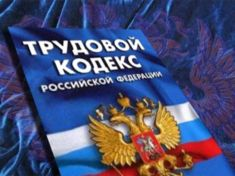 ТРУДОВОЙ
КОДЕКС
РОССИЙСКОЙ ФЕДЕРАЦИИ